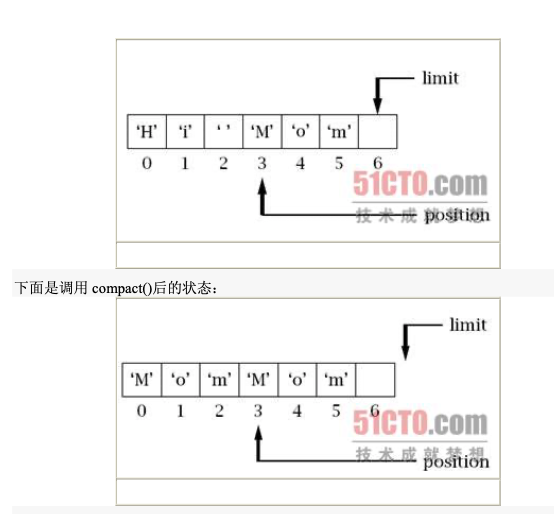 limit
‘H’ ‘i’ ‘ ’ ‘M’ ‘o’ ‘m’
0 1 2 3 4 5 6
51CTO.com
技术成就梦想
position
下面是调用 compact()后的状态：
limit
‘M’ ‘o’ ‘m’ ‘M’ ‘o’ ‘m’
0 1 2 3 4 5 6
51CTO.com
技术成就梦想
position